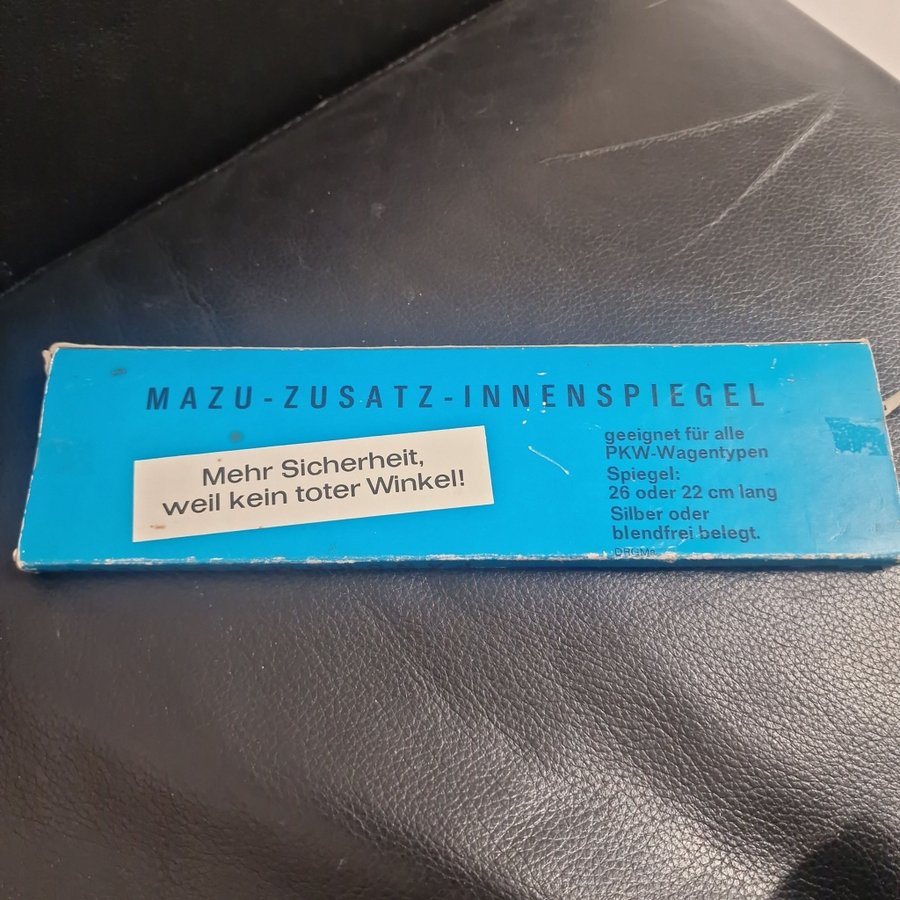 MAZU-ZUSATZ-INNENSPIEGEL
Mehr Sicherheit,
weil kein toter Winkel!
geeignet für alle
PKW-Wagentypen
Spiegel:
26 oder 22 cm lang
Silber oder
blendfrei belegt.